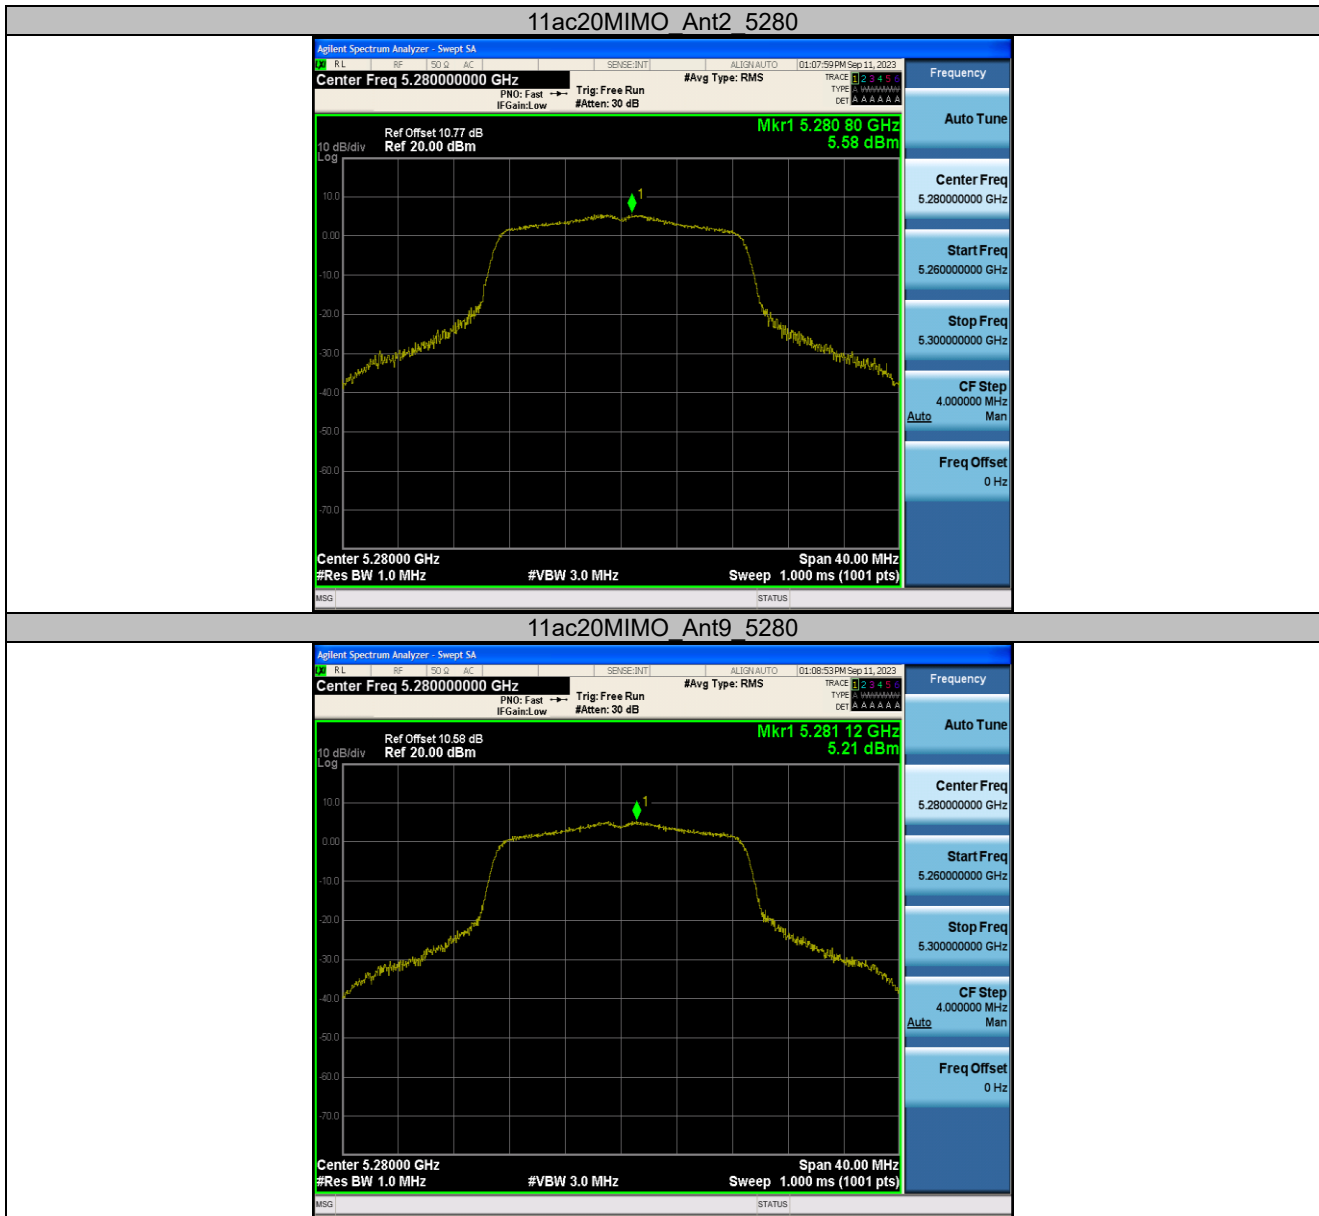 11ac20MIMO_Ant2_5280
Agilent Spectrum Analyzer - Swept SA
RL RF 50 Ω AC SENSE:INT ALIGNAUTO 01:07:59 PM Sep 11, 2023
Center Freq 5.280000000 GHz
#Avg Type: RMS
TRACE 1 2 3 4 5 6
PNO: Fast
Trig: Free Run
TYPE
IFGain:Low
#Atten: 30 dB
DET A A A A A A
Frequency
Mkr1 5.280 80 GHz
5.58 dBm
Ref Offset 10.77 dB
10 dB/div Ref 20.00 dBm
Log
1
10.0
0.00
-10.0
-20.0
-30.0
-40.0
-50.0
-60.0
-70.0
Center 5.28000 GHz Span 40.00 MHz
#Res BW 1.0 MHz #VBW 3.0 MHz Sweep 1.000 ms (1001 pts)
MSG STATUS
Auto Tune
Center Freq
5.280000000 GHz
Start Freq
5.260000000 GHz
Stop Freq
5.300000000 GHz
CF Step
4.000000 MHz
Auto Man
Freq Offset
0 Hz
11ac20MIMO_Ant9_5280
Agilent Spectrum Analyzer - Swept SA
RL RF 50 Ω AC SENSE:INT ALIGNAUTO 01:08:53 PM Sep 11, 2023
Center Freq 5.280000000 GHz
#Avg Type: RMS
TRACE 1 2 3 4 5 6
PNO: Fast
Trig: Free Run
TYPE
IFGain:Low
#Atten: 30 dB
DET A A A A A A
Frequency
Mkr1 5.281 12 GHz
5.21 dBm
Ref Offset 10.58 dB
10 dB/div Ref 20.00 dBm
Log
1
10.0
0.00
-10.0
-20.0
-30.0
-40.0
-50.0
-60.0
-70.0
Center 5.28000 GHz Span 40.00 MHz
#Res BW 1.0 MHz #VBW 3.0 MHz Sweep 1.000 ms (1001 pts)
MSG STATUS
Auto Tune
Center Freq
5.280000000 GHz
Start Freq
5.260000000 GHz
Stop Freq
5.300000000 GHz
CF Step
4.000000 MHz
Auto Man
Freq Offset
0 Hz